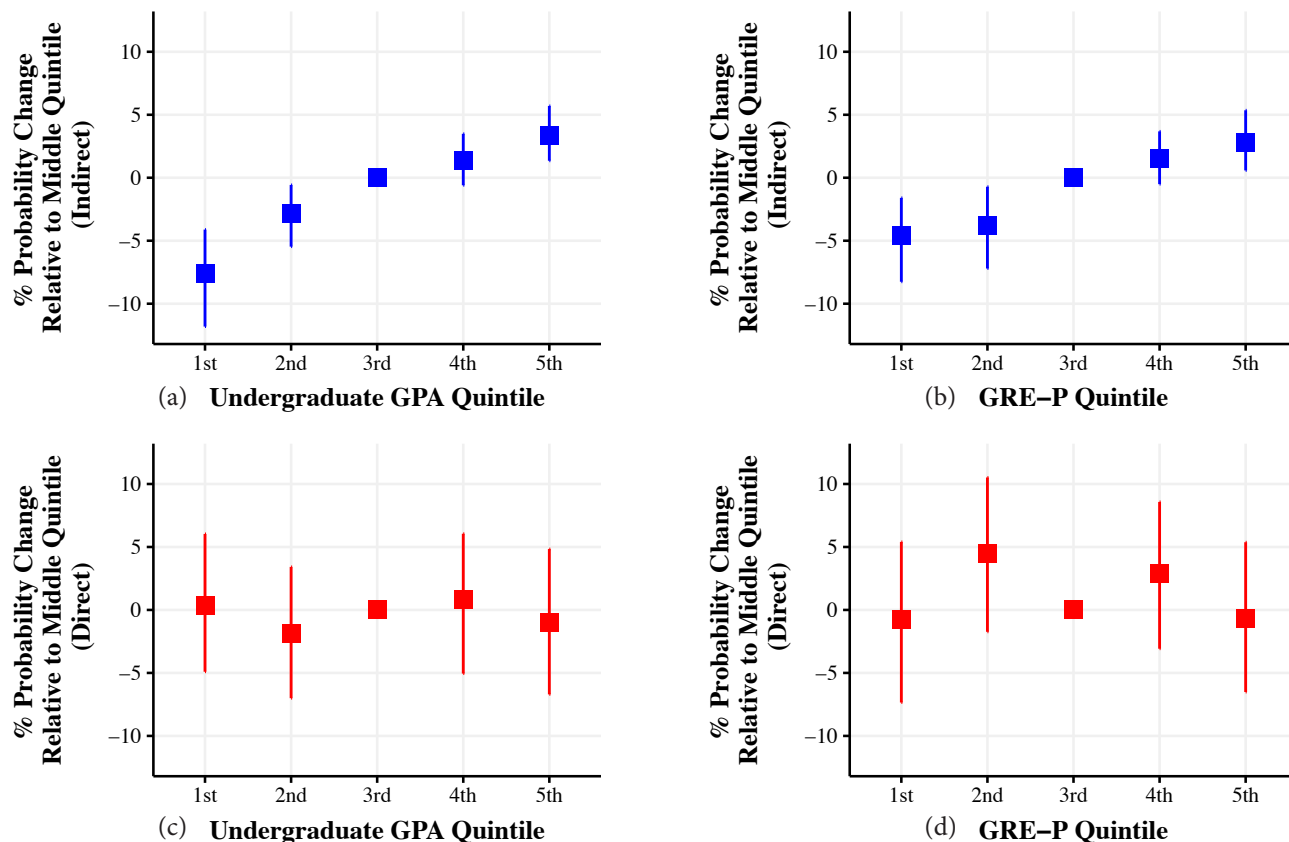 % Probability Change
Relative to Middle Quintile
(Indirect)
10
5
0
−5
−10
1st 2nd 3rd 4th 5th
(a) Undergraduate GPA Quintile
% Probability Change
Relative to Middle Quintile
(Indirect)
10
5
0
−5
−10
1st 2nd 3rd 4th 5th
(b) GRE−P Quintile
% Probability Change
Relative to Middle Quintile
(Direct)
10
5
0
−5
−10
1st 2nd 3rd 4th 5th
(c) Undergraduate GPA Quintile
% Probability Change
Relative to Middle Quintile
(Direct)
10
5
0
−5
−10
1st 2nd 3rd 4th 5th
(d) GRE−P Quintile